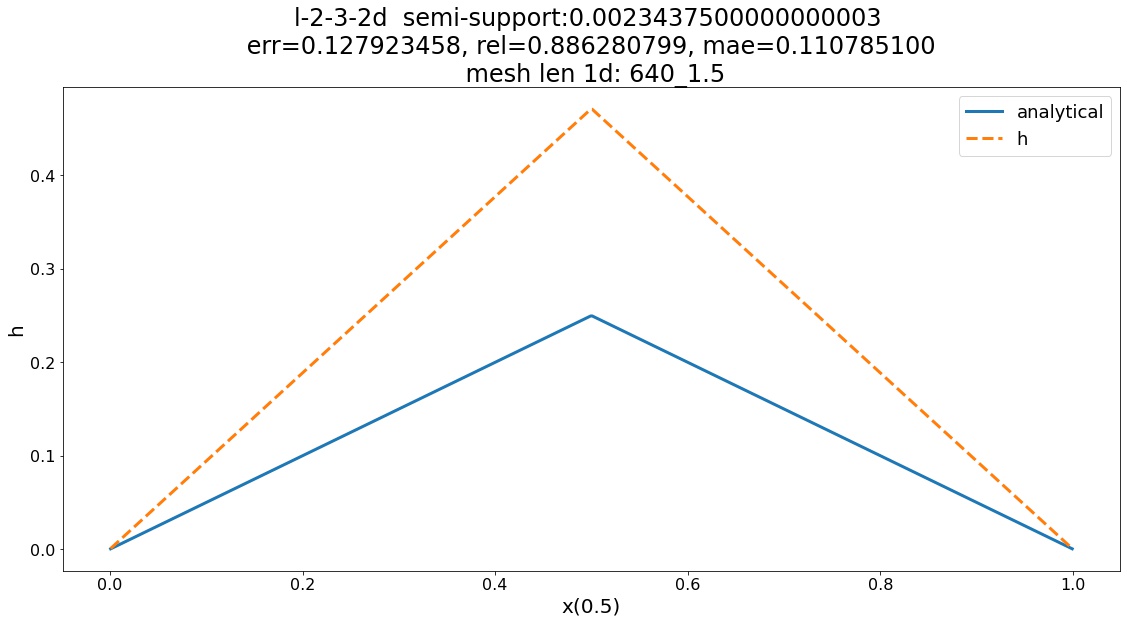 l-2-3-2d  semi-support:0.0023437500000000003
err=0.127923458, rel=0.886280799, mae=0.110785100
mesh len 1d: 640_1.5
analytical
h
0.4
0.3
0.2
0.1
0.0
h
0.0 0.2 0.4 0.6 0.8 1.0
x(0.5)